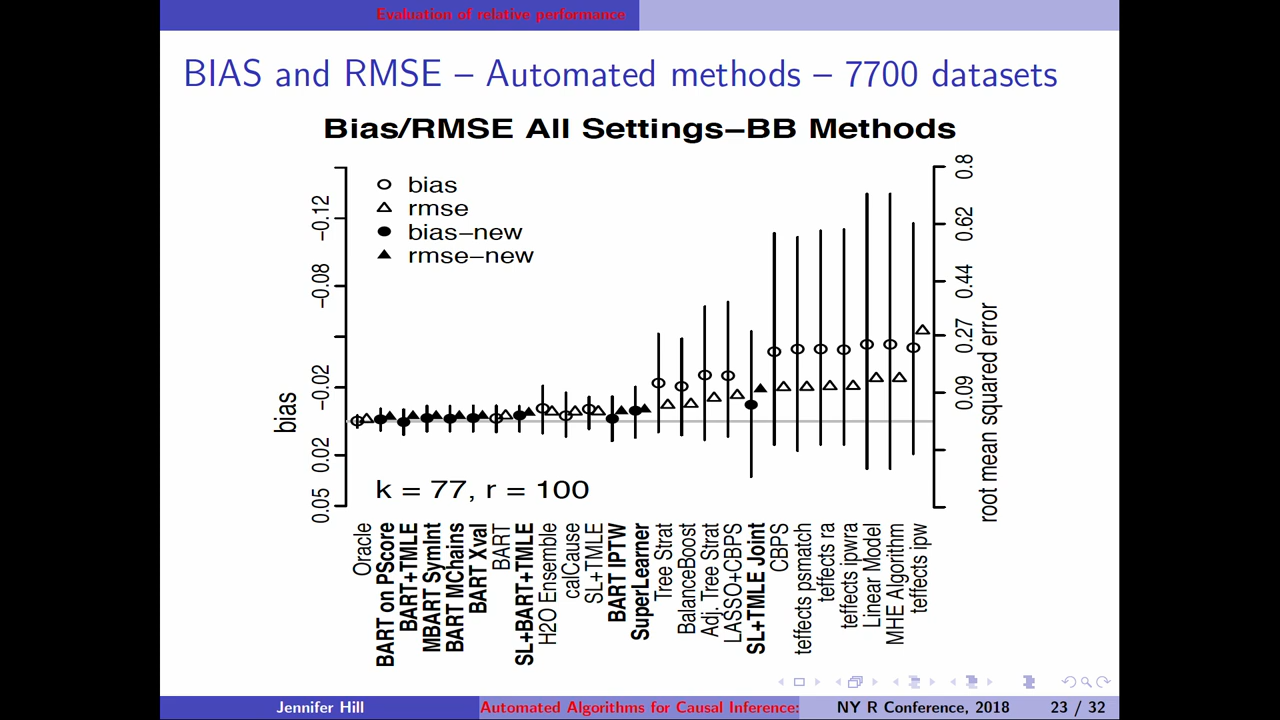 Evaluation of relative performance
BIAS and RMSE – Automated methods – 7700 datasets
Bias/RMSE All Settings–BB Methods
bias
rmse
bias–new
rmse–new
bias
-0.12
-0.08
-0.02
0.02
0.05
0.8
0.62
0.44
0.27
0.09
root mean squared error
k = 77, r = 100
Oracle
BART on PScore
BART+TMLE
MBART SymInt
BART MChains
BART Xval
BART
SL+BART+TMLE
H2O Ensemble
calCause
SL+TMLE
BART IPTW
SuperLearner
Tree Strat
BalanceBoost
Adj. Tree Strat
LASSO+CBPS
SL+TMLE Joint
CBPS
teffects psmatch
teffects ra
teffects ipwra
Linear Model
MHE Algorithm
teffects ipw
Jennifer Hill
Automated Algorithms for Causal Inference:
NY R Conference, 2018
23 / 32